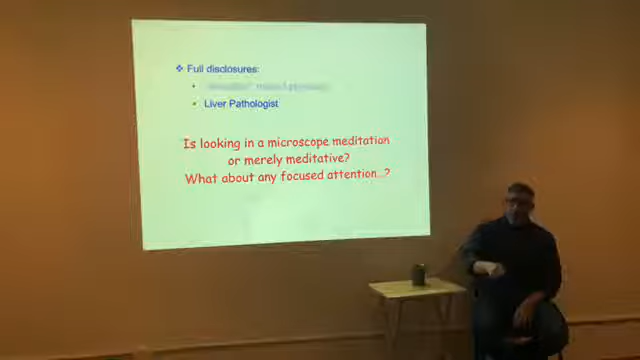 ❖ Full disclosures:
• Liver Pathologist
Is looking in a microscope meditation
or merely meditative?
What about any focused attention…?